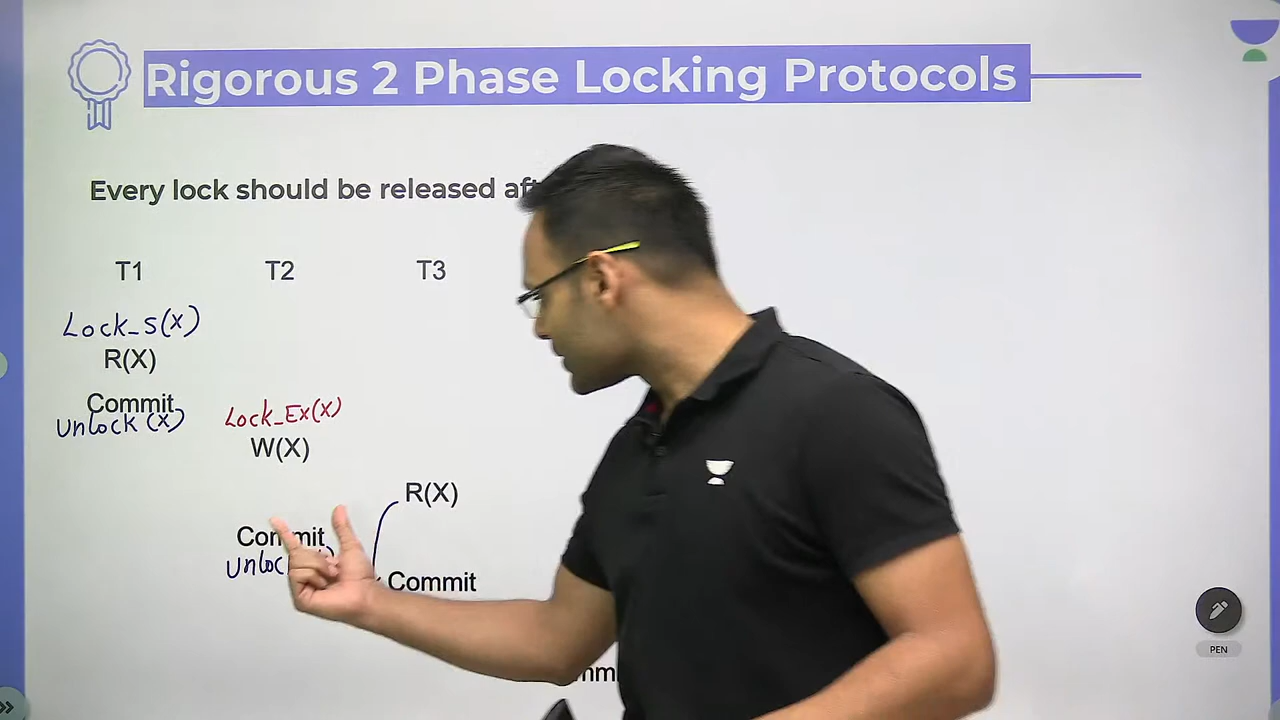 Rigorous 2 Phase Locking Protocols
Every lock should be released
T1 T2 T3
Lock_S(X)
R(X)
Commit
Unlock (X) Lock_Ex(X)
W(X)
R(X)
Commit
Commit
PEN